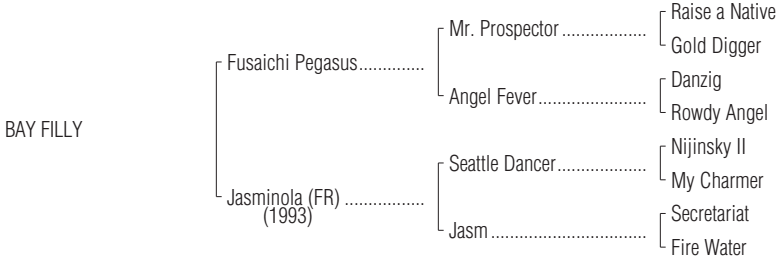 Raise a Native
Mr. Prospector ....................
Gold Digger
Fusaichi Pegasus ..............
Danzig
Angel Fever .........................
Rowdy Angel
BAY FILLY
Nijinsky II
Seattle Dancer .....................
My Charmer
Jasminola (FR) .................
(1993)
Secretariat
Jasm ....................................
Fire Water